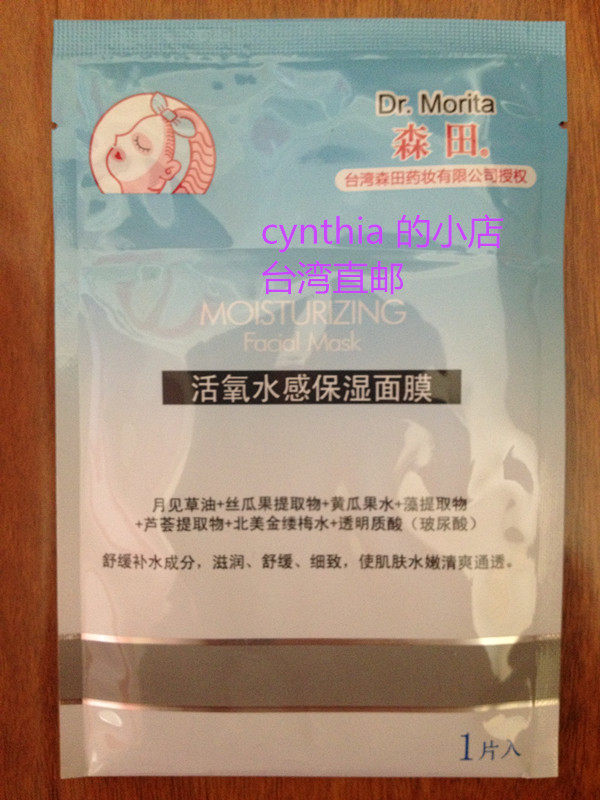 Dr. Morita
森田®
台湾森田药妆有限公司授权
cynthia 的小店
台湾直邮
MOISTURIZING
Facial Mask
活氧水感保湿面膜
月见草油+丝瓜果提取物+黄瓜果水+藻提取物
+芦荟提取物+北美金缕梅水+透明质酸（玻尿酸）
舒缓补水成分，滋润、舒缓、细致，使肌肤水嫩清爽通透。
1片入